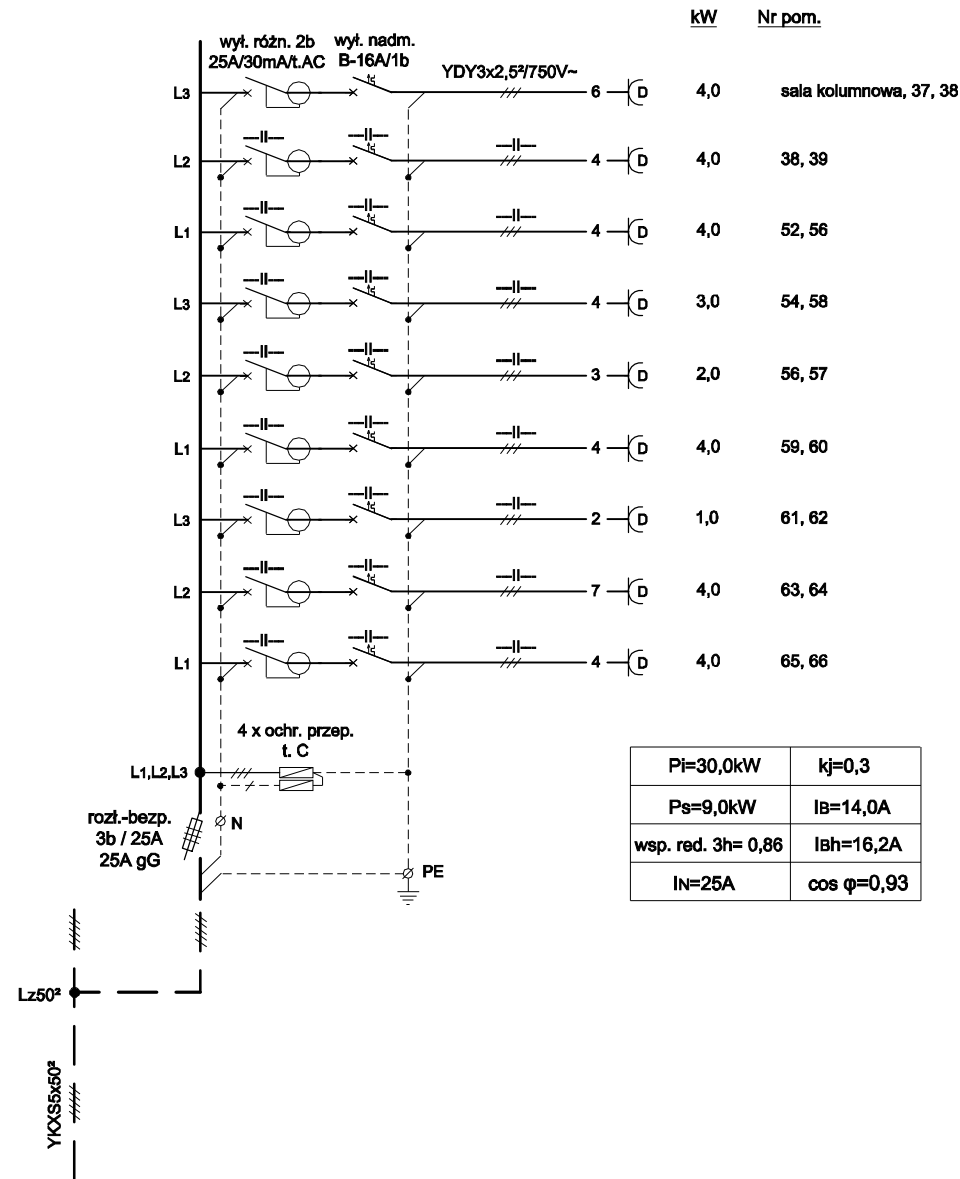 kW Nr pom.
wył. różn. 2b wył. nadm.
25A/30mA/t.AC B-16A/1b
YDY3x2,5²/750V~
L3 6 D 4,0 sala kolumnowa, 37, 38
L2 4 D 4,0 38, 39
L1 4 D 4,0 52, 56
L3 4 D 3,0 54, 58
L2 3 D 2,0 56, 57
L1 4 D 4,0 59, 60
L3 2 D 1,0 61, 62
L2 7 D 4,0 63, 64
L1 4 D 4,0 65, 66
4 x ochr. przep.
t. C
L1,L2,L3
rozł.-bezp.
3b / 25A
25A gG
N
PE
Pi=30,0kW kj=0,3
Ps=9,0kW IB=14,0A
wsp. red. 3h= 0,86 IBh=16,2A
IN=25A cos φ=0,93
Lz50²
YKXS5x50²